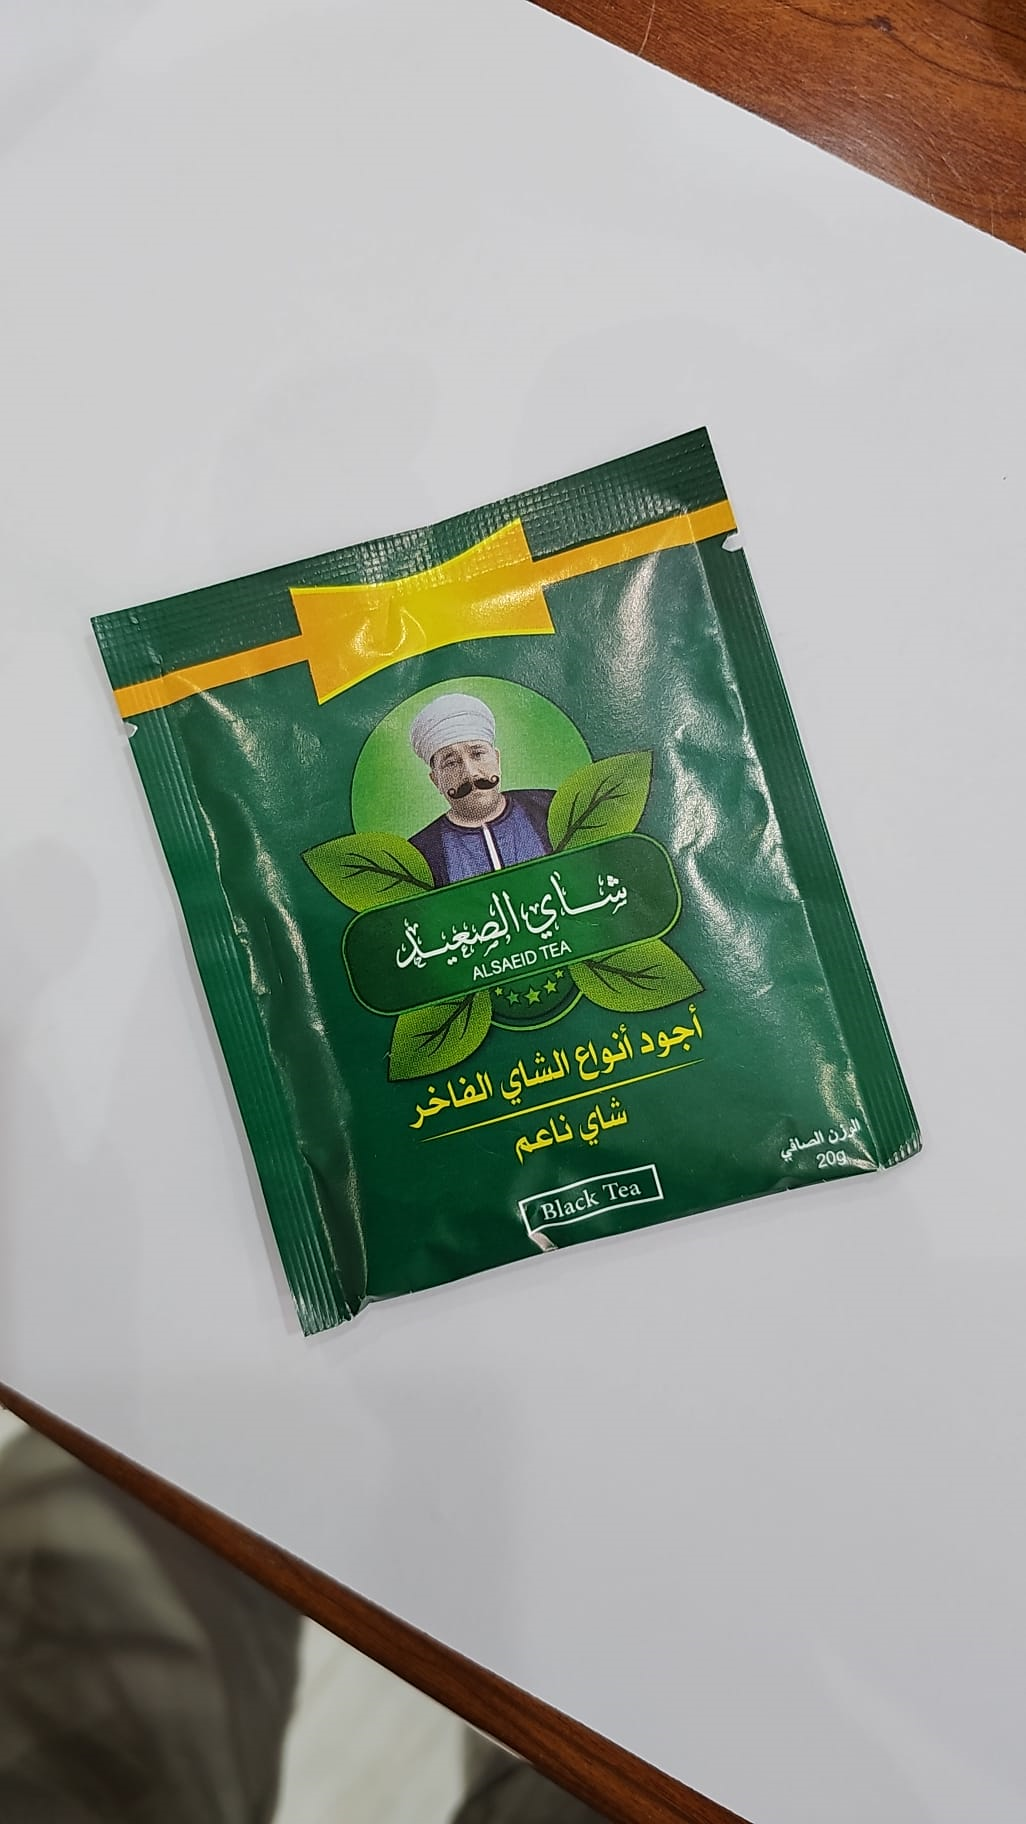 شاي الصعيد
ALSAEID TEA
أجود أنواع الشاي الفاخر
شاي ناعم
Black Tea
الوزن الصافي
20g